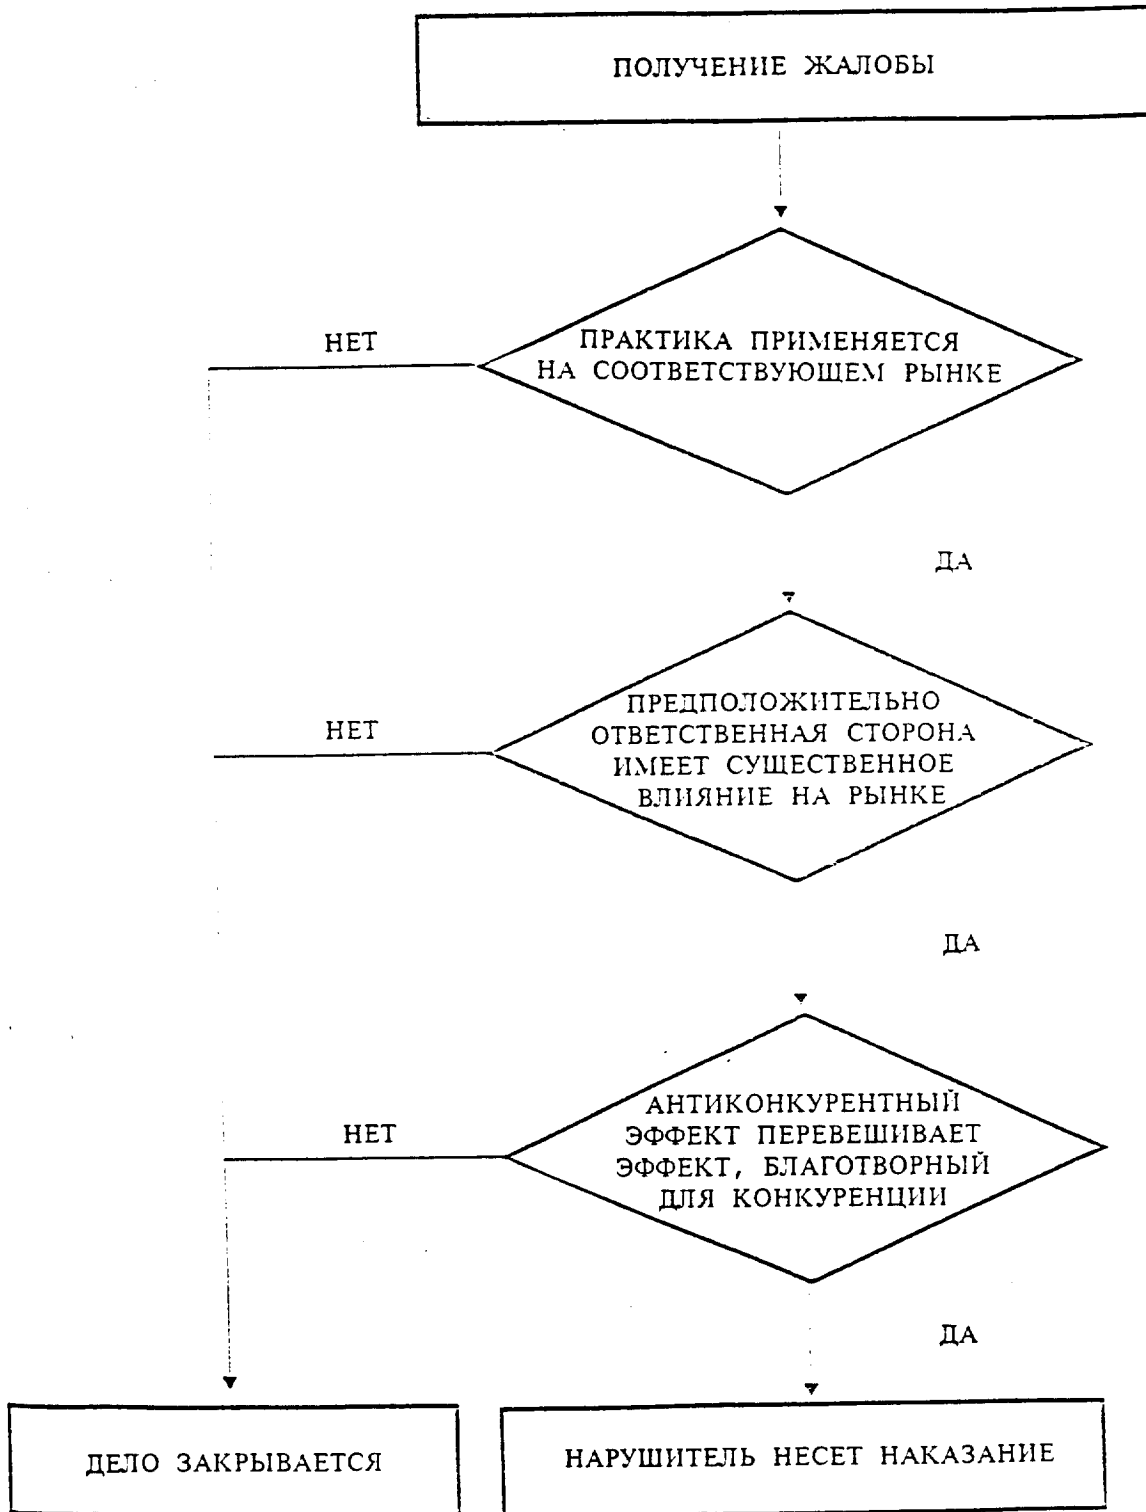 ПОЛУЧЕНИЕ ЖАЛОБЫ
НЕТ
ПРАКТИКА ПРИМЕНЯЕТСЯ
НА СООТВЕТСТВУЮЩЕМ РЫНКЕ
ДА
НЕТ
ПРЕДПОЛОЖИТЕЛЬНО
ОТВЕТСТВЕННАЯ СТОРОНА
ИМЕЕТ СУЩЕСТВЕННОЕ
ВЛИЯНИЕ НА РЫНКЕ
ДА
НЕТ
АНТИКОНКУРЕНТНЫЙ
ЭФФЕКТ ПЕРЕВЕШИВАЕТ
ЭФФЕКТ, БЛАГОТВОРНЫЙ
ДЛЯ КОНКУРЕНЦИИ
ДА
ДЕЛО ЗАКРЫВАЕТСЯ
НАРУШИТЕЛЬ НЕСЕТ НАКАЗАНИЕ